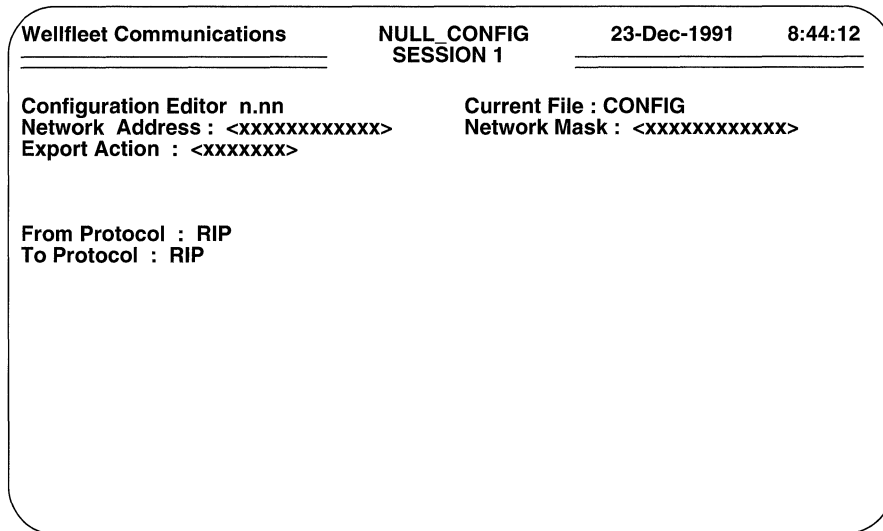 Wellfleet Communications NULL_CONFIG 23-Dec-1991 8:44:12
SESSION 1
Configuration Editor n.nn Current File : CONFIG
Network Address : <xxxxxxxxxxxx> Network Mask : <xxxxxxxxxxxx>
Export Action : <xxxxxxx>
From Protocol : RIP
To Protocol : RIP